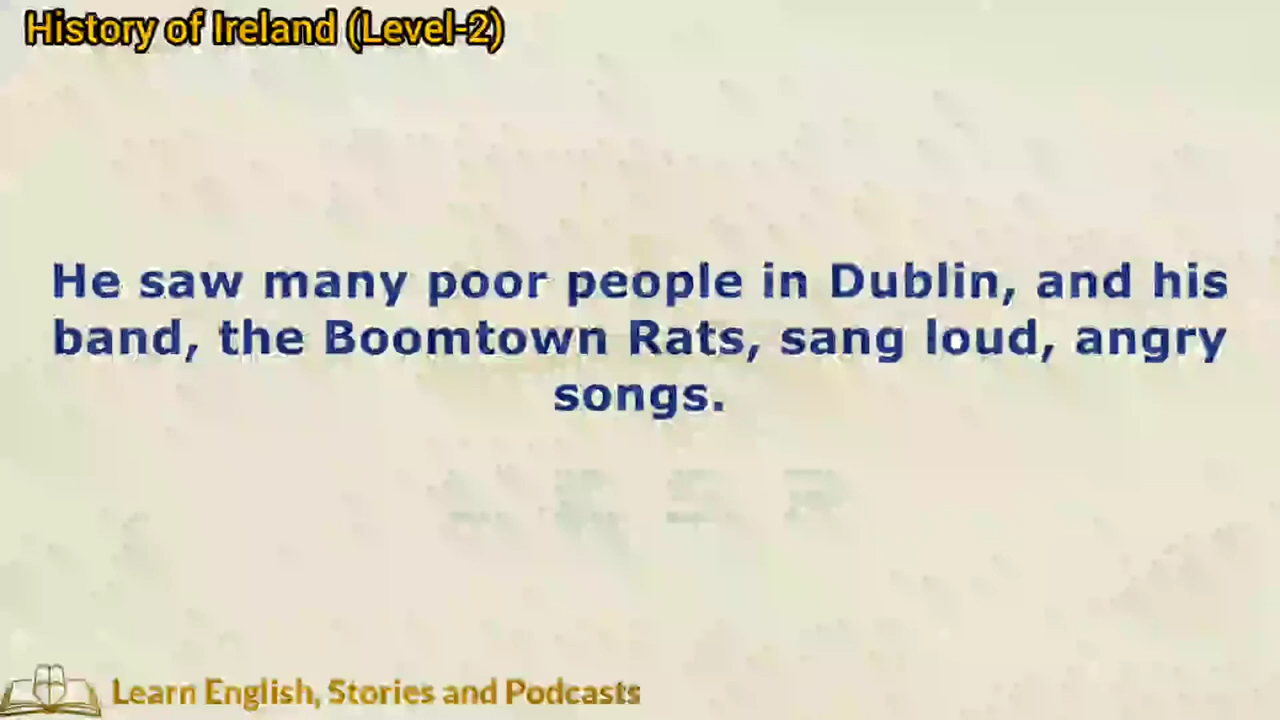 History of Ireland (Level-2)
He saw many poor people in Dublin, and his
band, the Boomtown Rats, sang loud, angry
songs.
Learn English, Stories and Podcasts